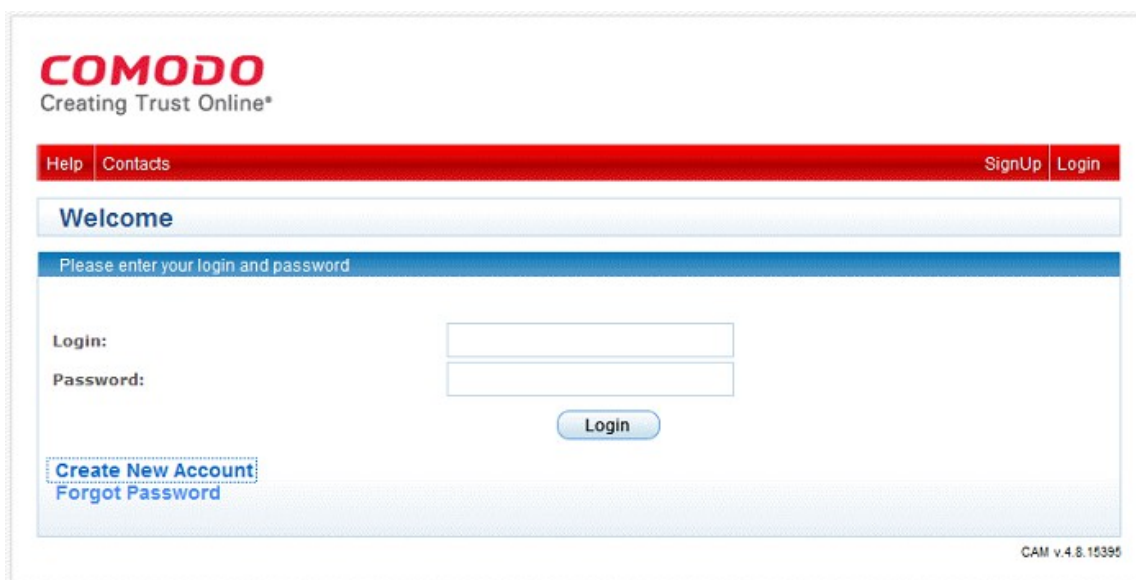 COMODO
Creating Trust Online®
Help Contacts SignUp Login
Welcome
Please enter your login and password
Login:
Password:
Login
Create New Account
Forgot Password
CAM v.4.8.15395